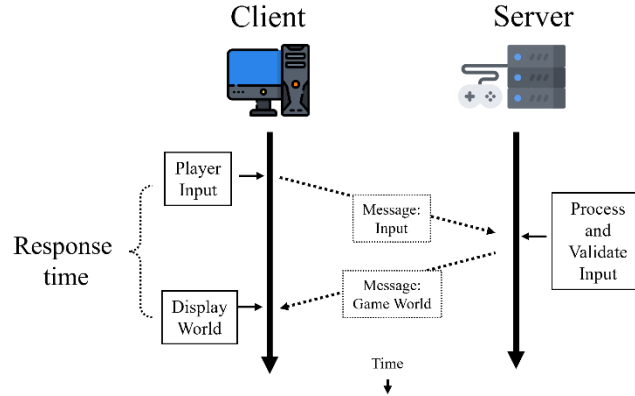 Client
Server
Player
Input
Message:
Input
Process
and
Validate
Input
Response
time
Message:
Game World
Display
World
Time